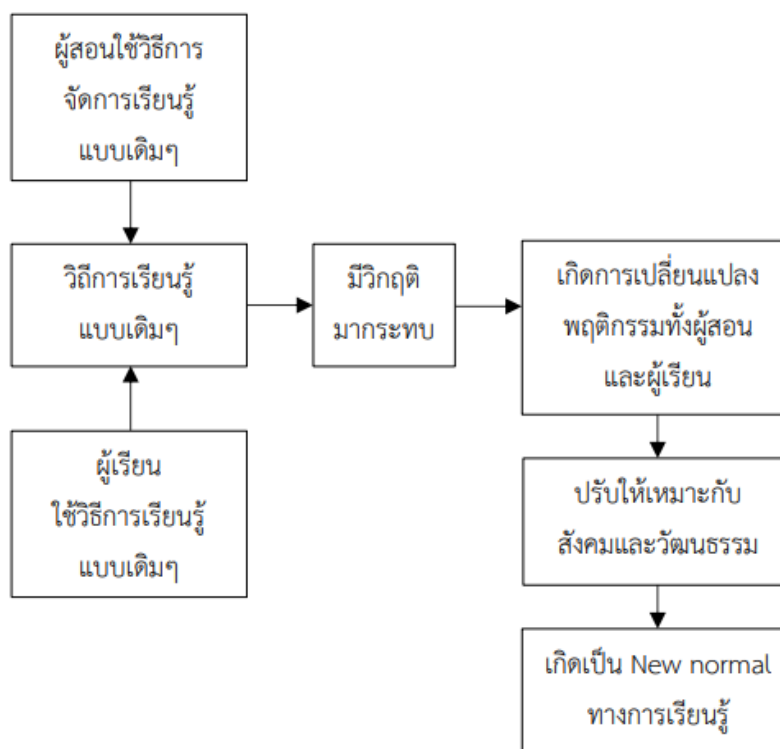 ผู้สอนใช้วิธีการ
จัดการเรียนรู้
แบบเดิมๆ
วิถีการเรียนรู้
แบบเดิมๆ
ผู้เรียน
ใช้วิธีการเรียนรู้
แบบเดิมๆ
มีวิกฤติ
มากระทบ
เกิดการเปลี่ยนแปลง
พฤติกรรมทั้งผู้สอน
และผู้เรียน
ปรับให้เหมาะกับ
สังคมและวัฒนธรรม
เกิดเป็น New normal
ทางการเรียนรู้